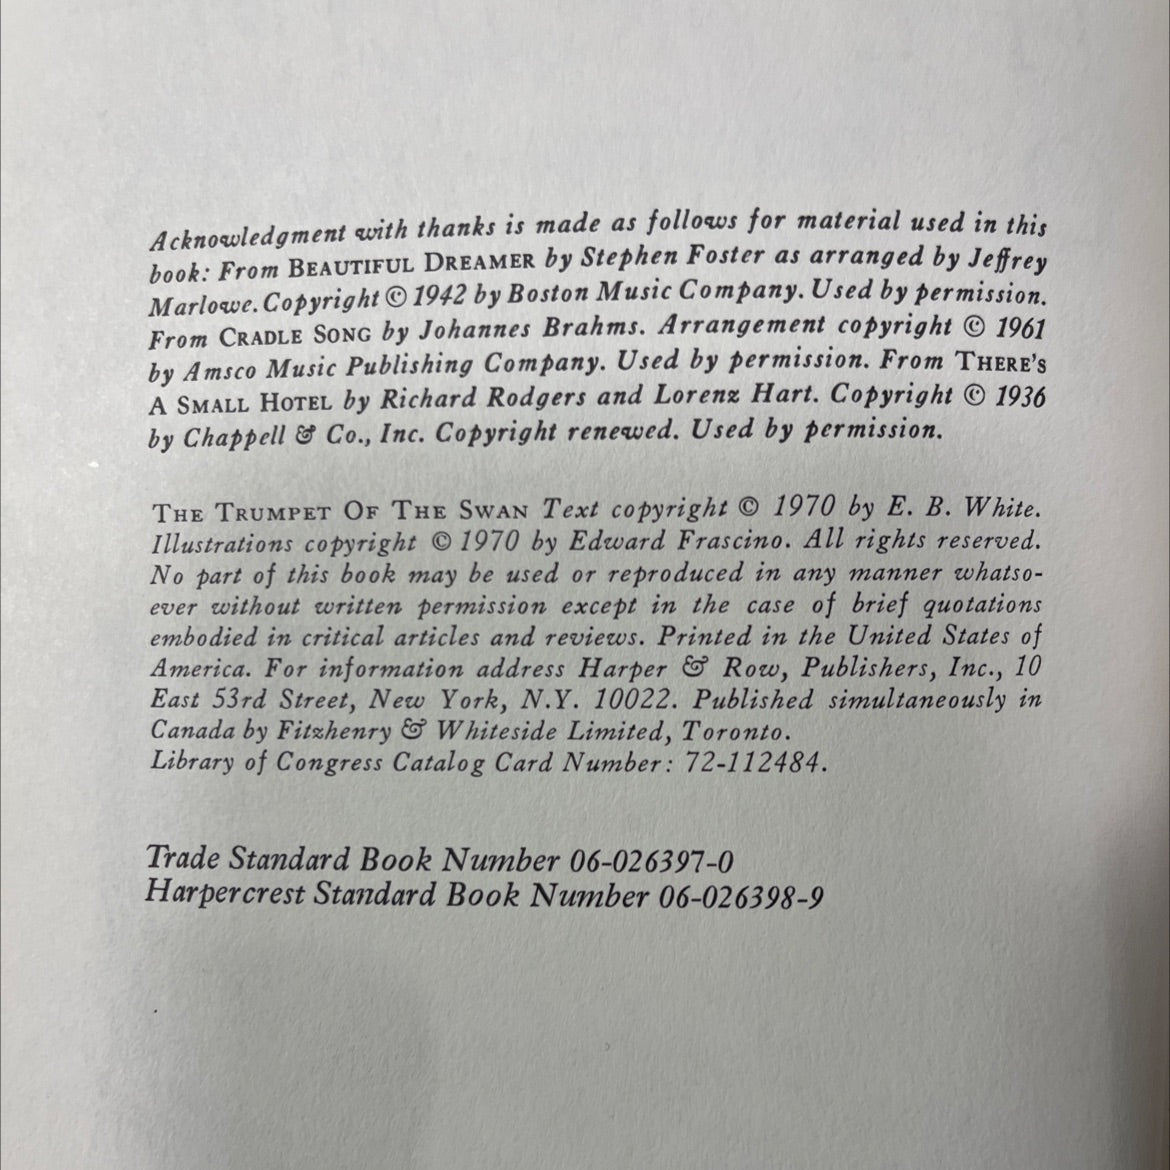 Acknowledgment with thanks is made as follows for material used in this
book: From BEAUTIFUL DREAMER by Stephen Foster as arranged by Jeffrey
Marlowe. Copyright © 1942 by Boston Music Company. Used by permission.
From CRADLE SONG by Johannes Brahms. Arrangement copyright © 1961
by Amsco Music Publishing Company. Used by permission. From THERE'S
A SMALL HOTEL by Richard Rodgers and Lorenz Hart. Copyright © 1936
by Chappell & Co., Inc. Copyright renewed. Used by permission.
THE TRUMPET OF THE SWAN Text copyright © 1970 by E. B. White.
Illustrations copyright © 1970 by Edward Frascino. All rights reserved.
No part of this book may be used or reproduced in any manner whatso-
ever without written permission except in the case of brief quotations
embodied in critical articles and reviews. Printed in the United States of
America. For information address Harper & Row, Publishers, Inc., 10
East 53rd Street, New York, N.Y. 10022. Published simultaneously in
Canada by Fitzhenry & Whiteside Limited, Toronto.
Library of Congress Catalog Card Number: 72-112484.
Trade Standard Book Number 06-026397-0
Harpercrest Standard Book Number 06-026398-9